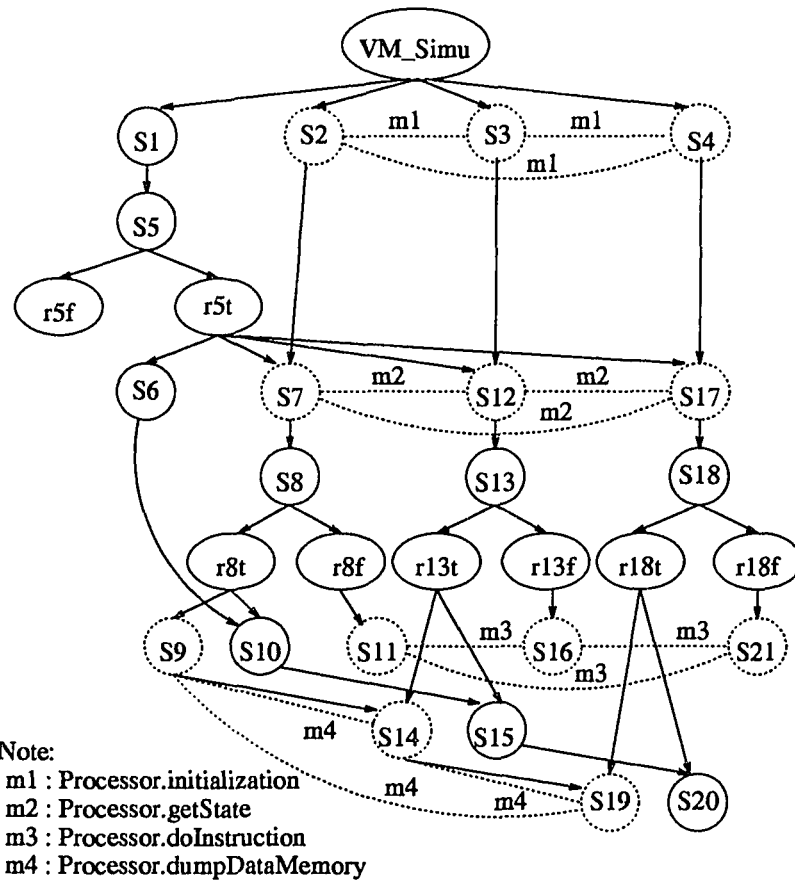 VM_Simu
S1 S2 m1 S3 m1 S4
m1
S5
r5f r5t
S6 S7 m2 S12 m2 S17
m2
S8 S13 S18
r8t r8f r13t r13f r18t r18f
S9 S10 S11 m3 S16 m3 S21
m3
m4 S14 S15
m4 m4 S19 S20
Note:
m1 : Processor.initialization
m2 : Processor.getState
m3 : Processor.doInstruction
m4 : Processor.dumpDataMemory